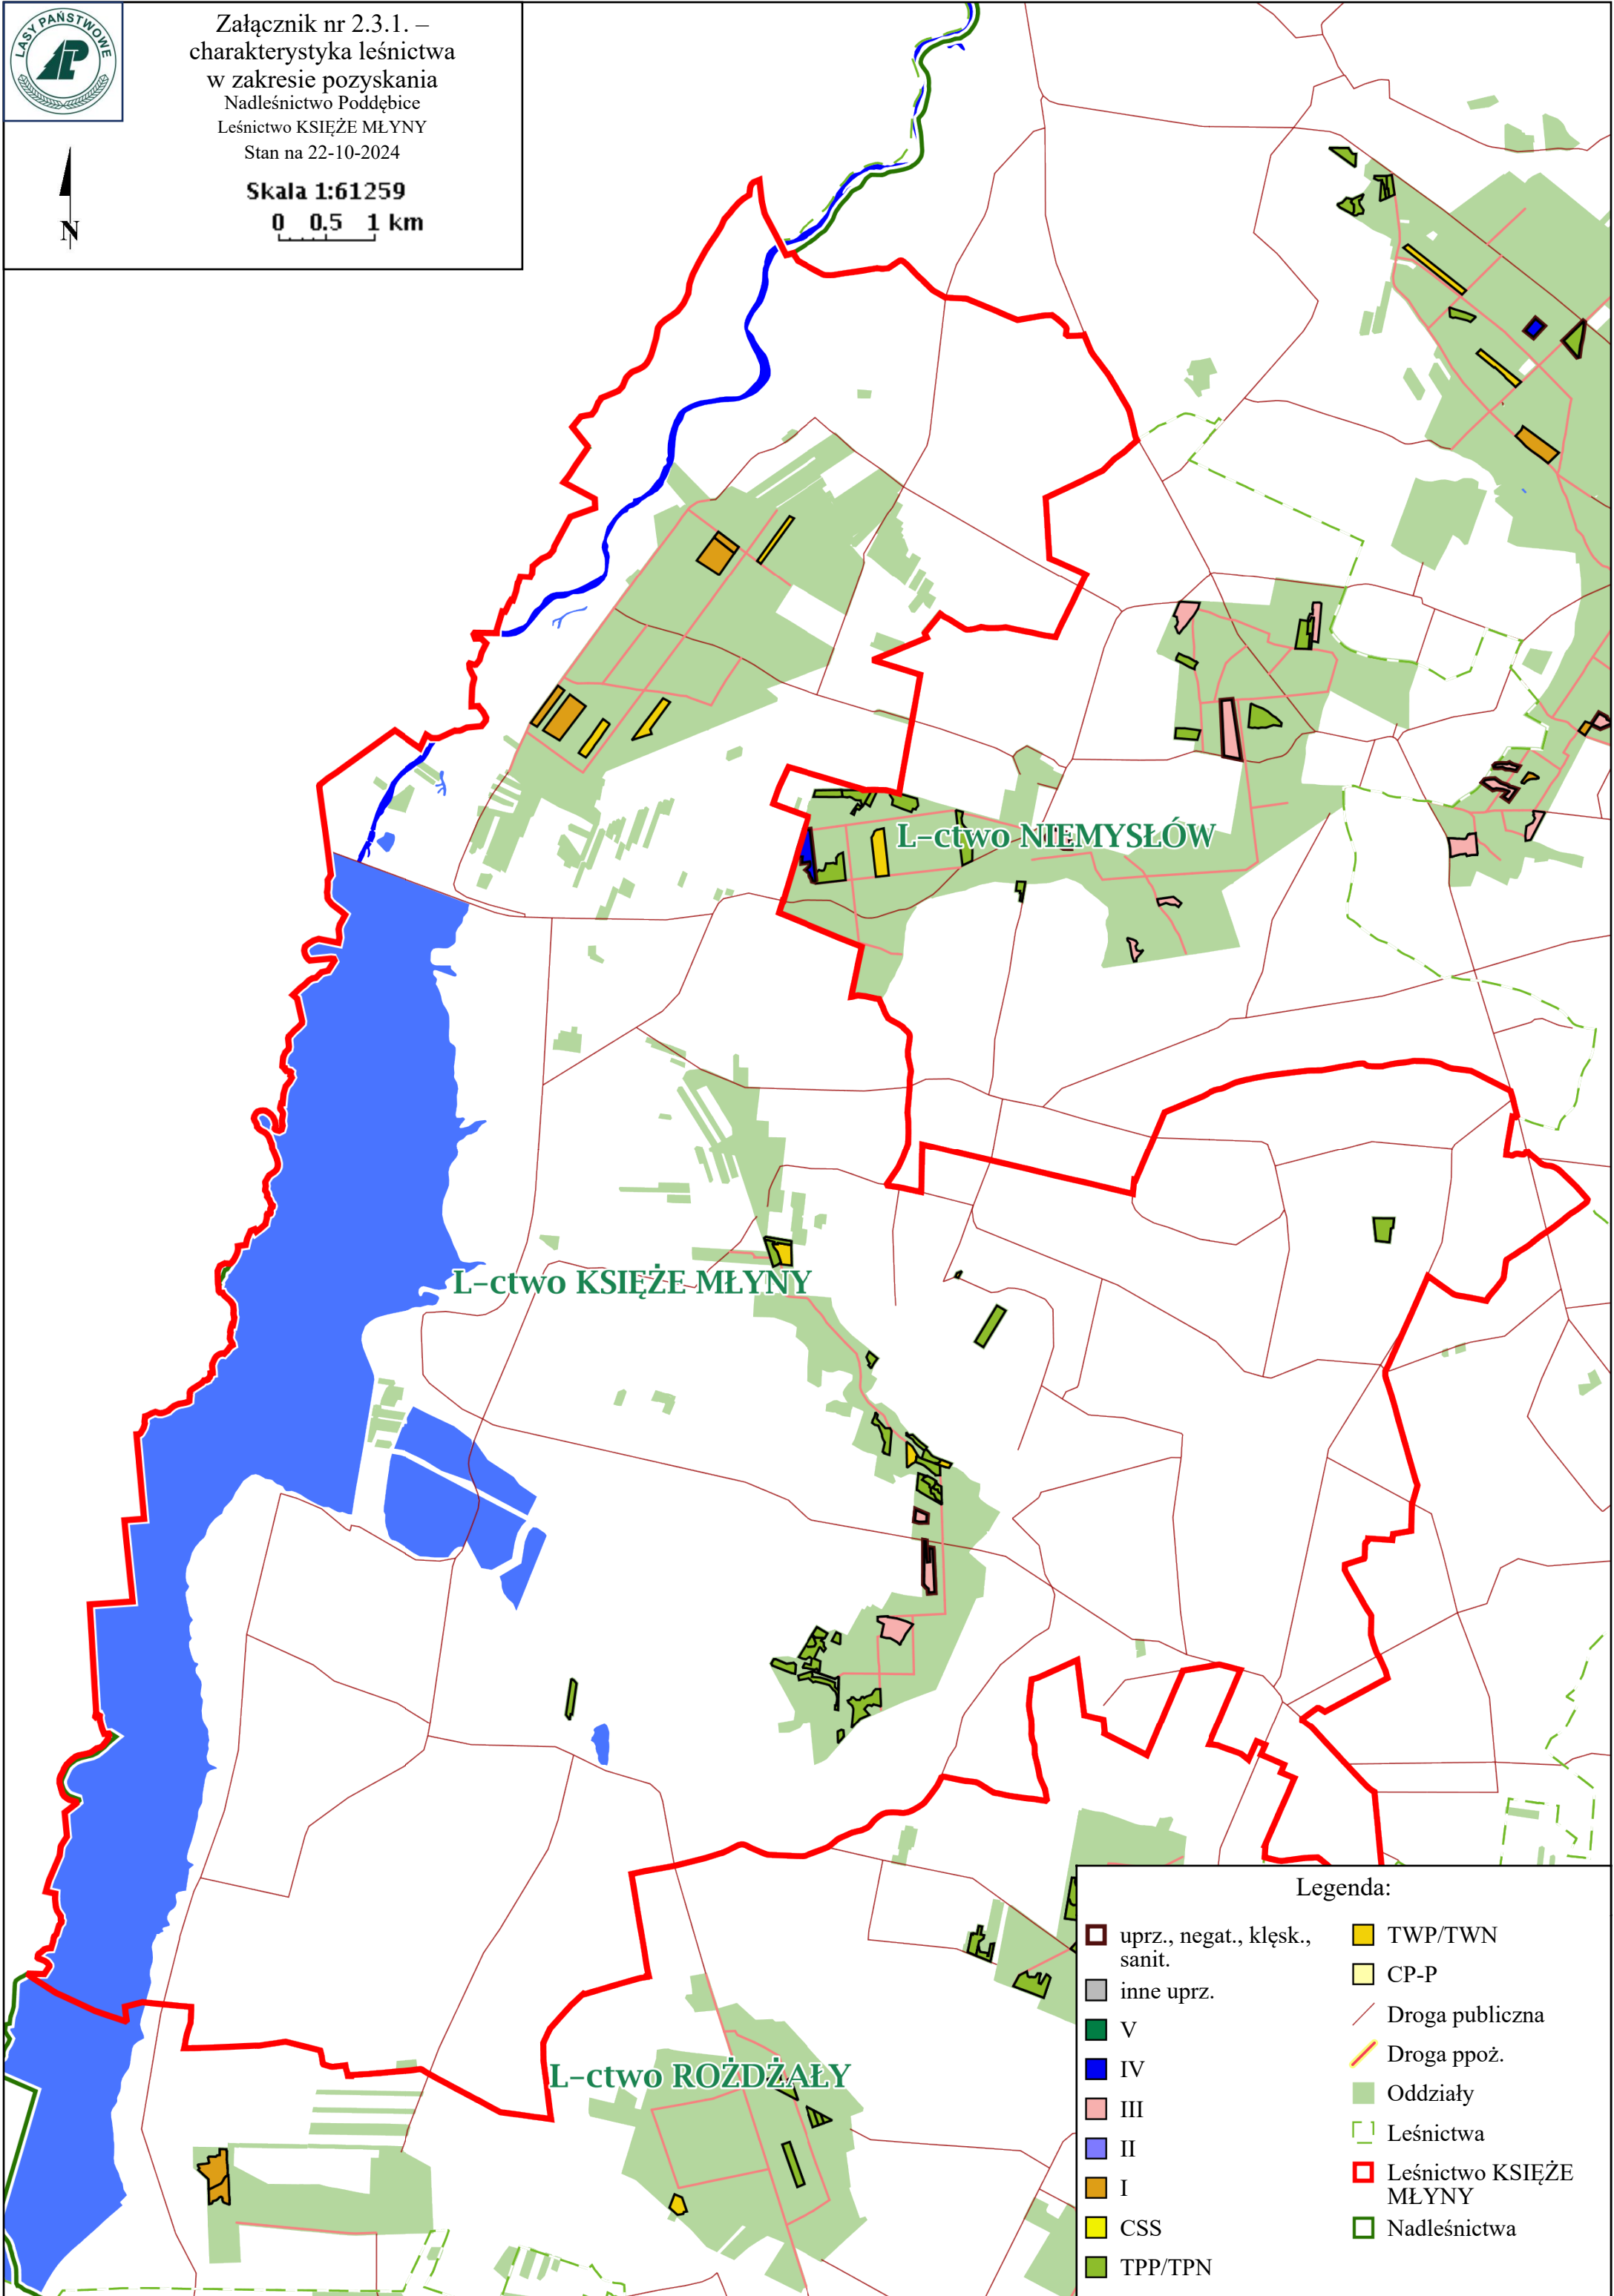 LASY PAŃSTWOWE
LP
Załącznik nr 2.3.1. –
charakterystyka leśnictwa
w zakresie pozyskania
Nadleśnictwo Poddębice
Leśnictwo KSIĘŻE MŁYNY
Stan na 22-10-2024
Skala 1:61259
0 0.5 1 km
N
L-ctwo NIEMYSŁÓW
L-ctwo KSIĘŻE MŁYNY
L-ctwo ROŻDŻAŁY
Legenda:
uprz., negat., klęsk.,
sanit.
inne uprz.
V
IV
III
II
I
CSS
TPP/TPN
TWP/TWN
CP-P
Droga publiczna
Droga ppoż.
Oddziały
Leśnictwa
Leśnictwo KSIĘŻE
MŁYNY
Nadleśnictwa